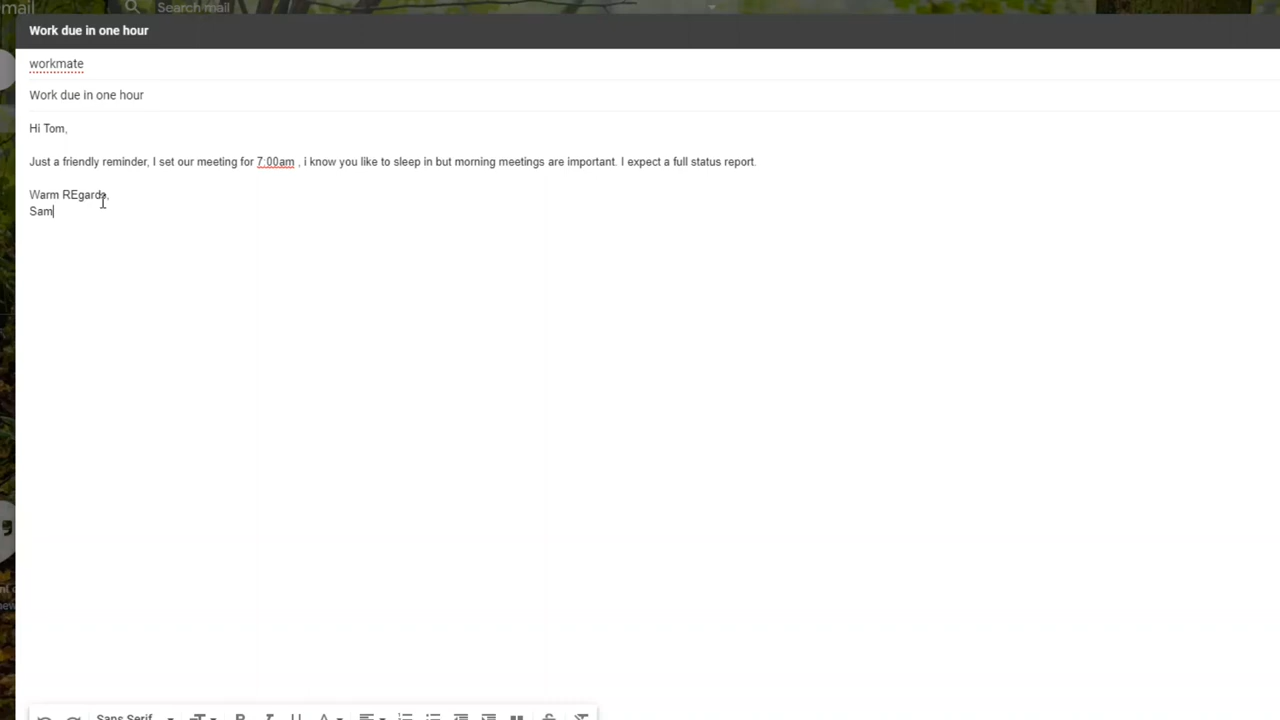 mail Search mail
Work due in one hour
workmate
Work due in one hour
Hi Tom,
Just a friendly reminder, I set our meeting for 7:00am , i know you like to sleep in but morning meetings are important. I expect a full status report.
Warm REgards,
Sam
Sans Serif